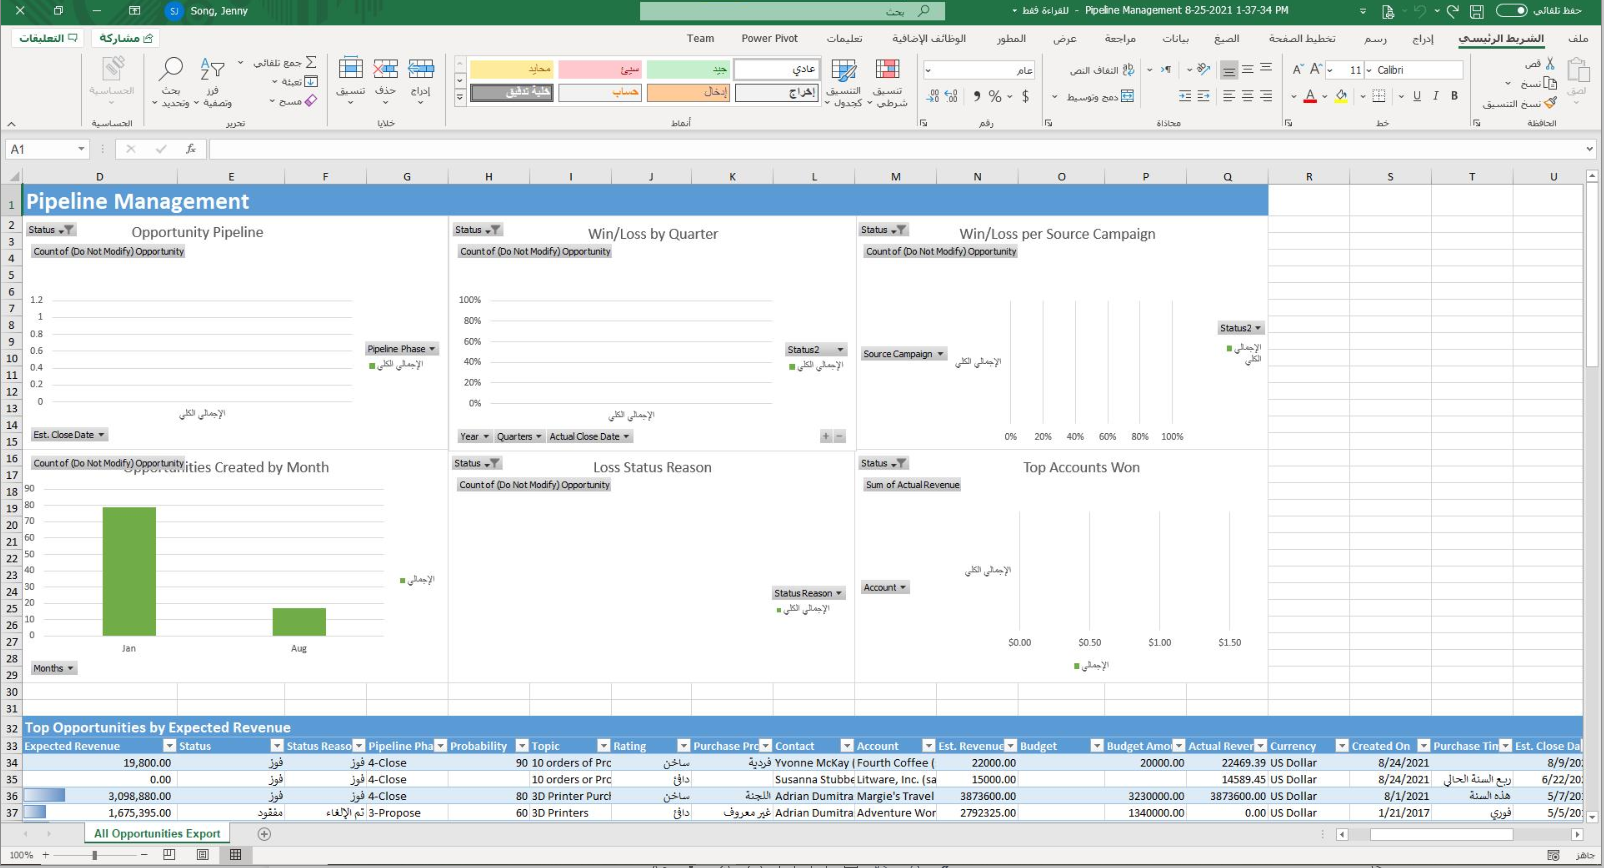 Song, Jenny
بحث
Pipeline Management 8-25-2021 1-37-34 PM - للقراءة فقط
حفظ تلقائي
ملف
الشريط الرئيسي
إدراج
رسم
تخطيط الصفحة
الصيغ
بيانات
مراجعة
عرض
المطور
الوظائف الإضافية
تعليمات
Power Pivot
Team
مشاركة
التعليقات
لصق
قص
نسخ
نسخ التنسيق
الحافظة
Calibri 11
B I U
خط
التفاف النص
دمج وتوسيط
محاذاة
عام
$ % ,
رقم
تنسيق شرطي
التنسيق كجدول
عادي
جيد
سيئ
محايد
إخراج
إدخال
حساب
خلية تدقيق
أنماط
إدراج
حذف
تنسيق
خلايا
جمع تلقائي
تعبئة
مسح
فرز وتصفية
بحث وتحديد
تحرير
الحساسية
الحساسية
A1
fx
D E F G H I J K L M N O P Q R S T U
Pipeline Management
Status
Opportunity Pipeline
Count of (Do Not Modify) Opportunity
1.2
1
0.8
0.6
0.4
0.2
0
Pipeline Phase
الإجمالي الكلي
الإجمالي الكلي
Est. Close Date
Status
Win/Loss by Quarter
Count of (Do Not Modify) Opportunity
100%
80%
60%
40%
20%
0%
Status2
الإجمالي الكلي
الإجمالي الكلي
Year Quarters Actual Close Date
Status
Win/Loss per Source Campaign
Count of (Do Not Modify) Opportunity
Status2
الإجمالي الكلي
Source Campaign
الإجمالي الكلي
0% 20% 40% 60% 80% 100%
Count of (Do Not Modify) Opportunity
Opportunities Created by Month
90
80
70
60
50
40
30
20
10
0
الإجمالي
Jan Aug
Months
Status
Loss Status Reason
Count of (Do Not Modify) Opportunity
Status Reason
الإجمالي الكلي
Status
Top Accounts Won
Sum of Actual Revenue
الإجمالي الكلي
Account
$0.00 $0.50 $1.00 $1.50
الإجمالي
Top Opportunities by Expected Revenue
Expected Revenue Status Status Reaso Pipeline Pha Probability Topic Rating Purchase Pro Contact Account Est. Revenue Budget Budget Amou Actual Rever Currency Created On Purchase Tim Est. Close Da
34 19,800.00 فوز فوز 4-Close 90 10 orders of Pro ساخن فردية Yvonne McKay ( Fourth Coffee ( 22000.00 20000.00 22469.39 US Dollar 8/24/2021 8/9/20
35 0.00 فوز فوز 4-Close 10 orders of Pro دافئ Susanna Stubbe Litware, Inc. (sa 15000.00 14589.45 US Dollar 8/24/2021 ربع السنة الحالي 6/22/20
36 3,098,880.00 فوز فوز 4-Close 80 3D Printer Purch ساخن اللجنة Adrian Dumitra Margie's Travel 3873600.00 3230000.00 3873600.00 US Dollar 8/1/2021 هذه السنة 5/7/20
37 1,675,395.00 مفقود تم الإلغاء 3-Propose 60 3D Printers دافئ غير معروف Adrian Dumitra Adventure Wor 2792325.00 1340000.00 0.00 US Dollar 1/21/2017 فوري 5/5/20
All Opportunities Export
100%
جاهز